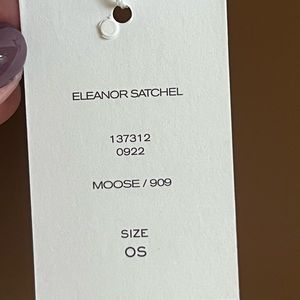 ELEANOR SATCHEL
137312
0922
MOOSE / 909
SIZE
OS